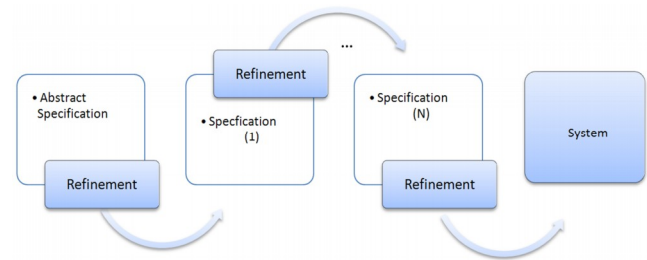 • Abstract
Specification
Refinement
Refinement
• Specfication
(1)
...
• Specification
(N)
Refinement
System